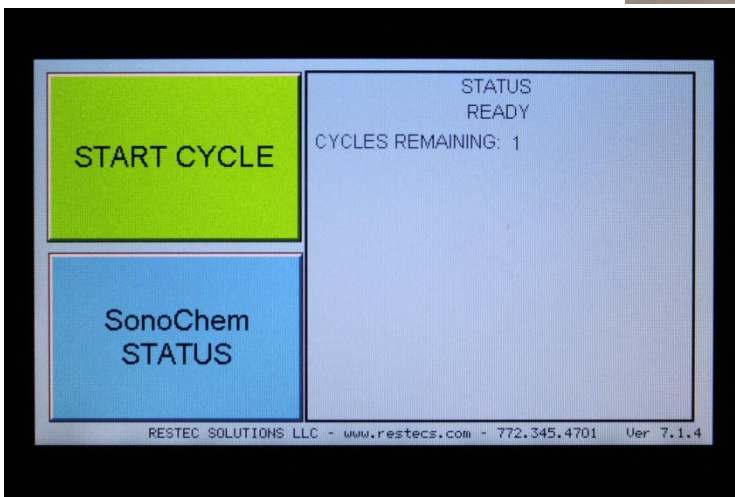 START CYCLE
SonoChem
STATUS
STATUS
READY
CYCLES REMAINING: 1
RESTEC SOLUTIONS LLC - www.restecs.com - 772.345.4701 Ver 7.1.4